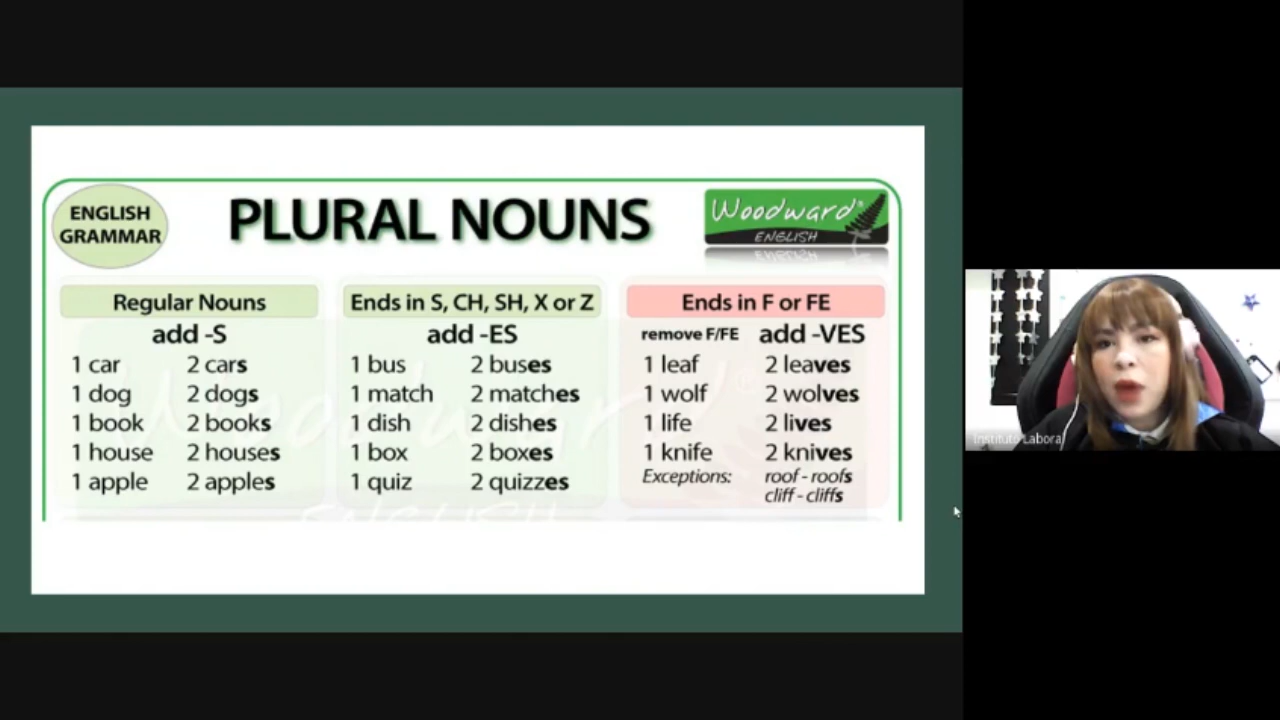 ENGLISH
GRAMMAR
PLURAL NOUNS
Woodward®
ENGLISH
Regular Nouns
add -S
1 car 2 cars
1 dog 2 dogs
1 book 2 books
1 house 2 houses
1 apple 2 apples
Ends in S, CH, SH, X or Z
add -ES
1 bus 2 buses
1 match 2 matches
1 dish 2 dishes
1 box 2 boxes
1 quiz 2 quizzes
Ends in F or FE
remove F/FE add -VES
1 leaf 2 leaves
1 wolf 2 wolves
1 life 2 lives
1 knife 2 knives
Exceptions: roof - roofs
cliff - cliffs
Instituto Labora